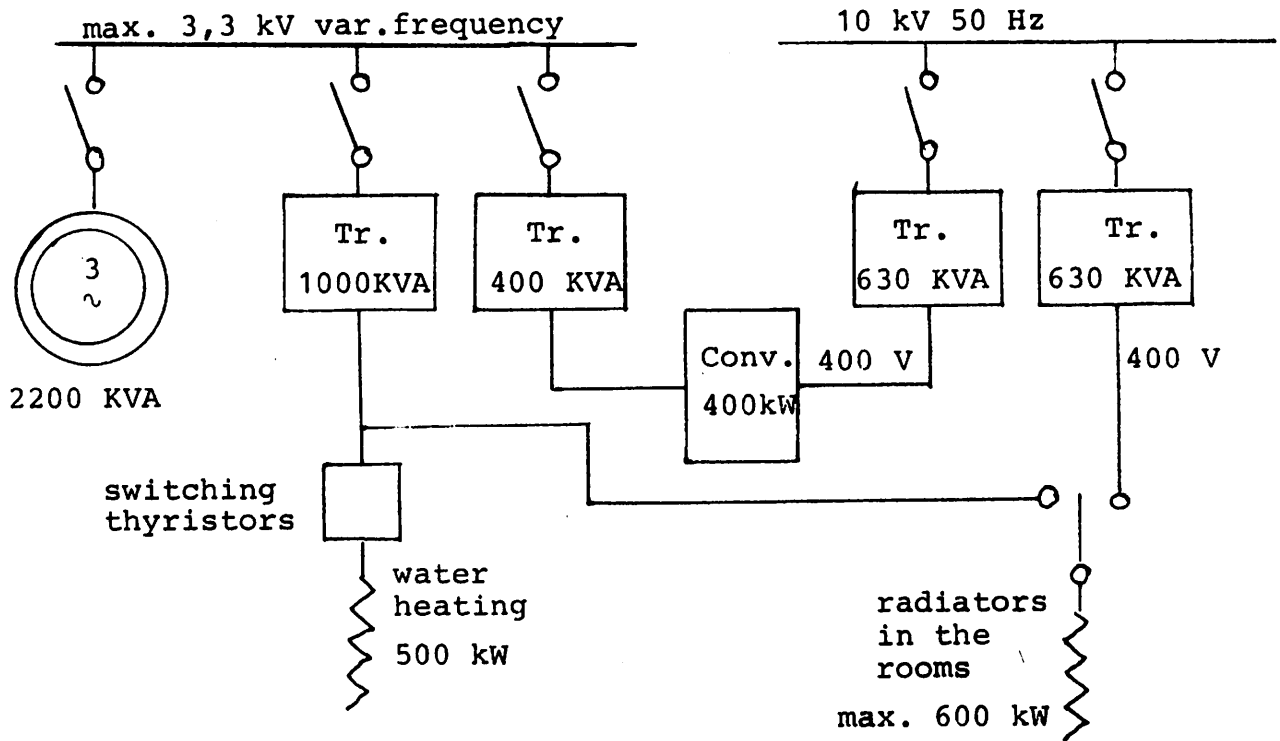 max. 3,3 kV var.frequency
10 kV 50 Hz
3
~
2200 KVA
Tr.
1000KVA
Tr.
400 KVA
Tr.
630 KVA
Tr.
630 KVA
Conv.
400kW
400 V
400 V
switching
thyristors
water
heating
500 kW
radiators
in the
rooms
max. 600 kW